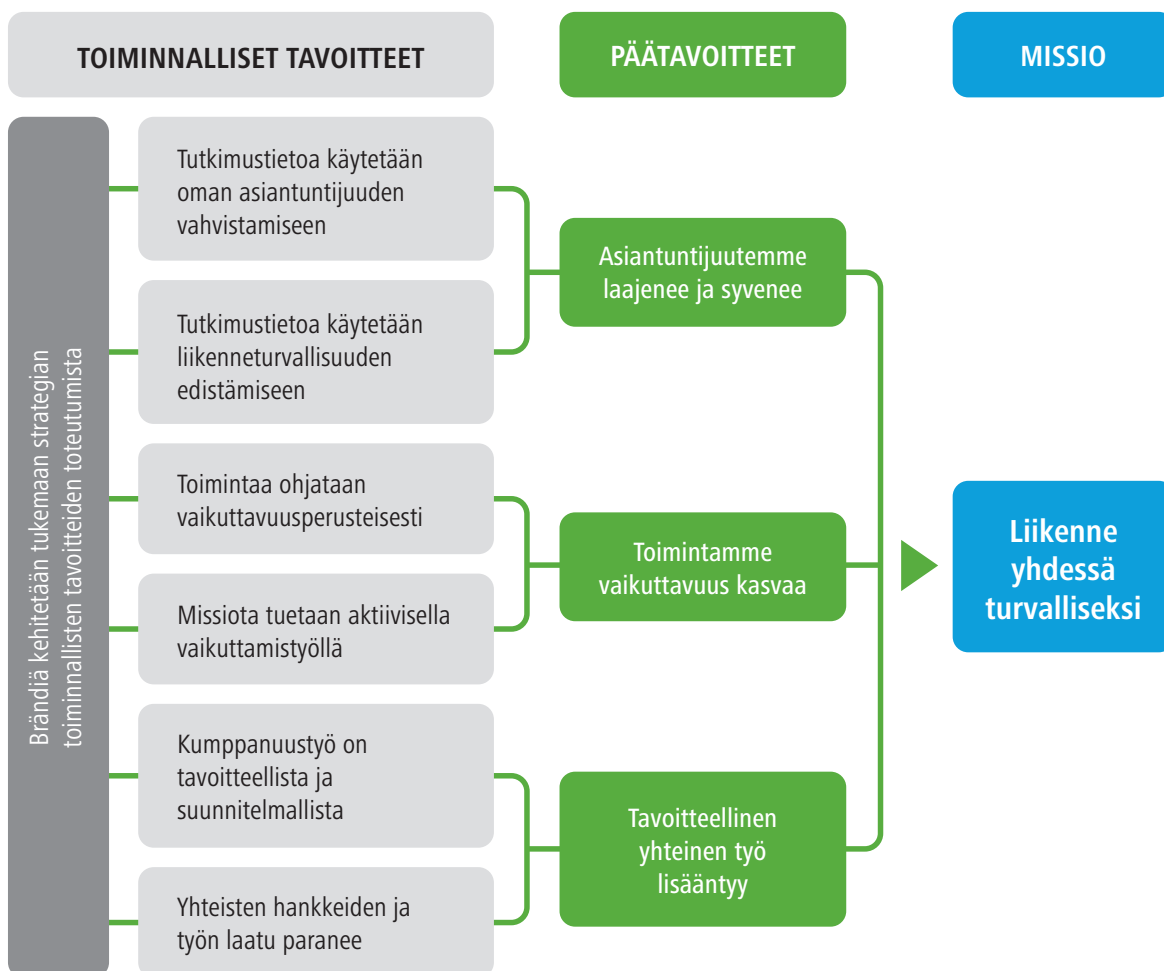 TOIMINNALLISET TAVOITTEET
PÄÄTAVOITTEET
MISSIO
Brändiä kehitetään tukemaan strategian
toiminnallisten tavoitteiden toteutumista
Tutkimustietoa käytetään
oman asiantuntijuuden
vahvistamiseen
Tutkimustietoa käytetään
liikenneturvallisuuden
edistämiseen
Toimintaa ohjataan
vaikuttavuusperusteisesti
Missiota tuetaan aktiivisella
vaikuttamistyöllä
Kumppanuustyö on
tavoitteellista ja
suunnitelmallista
Yhteisten hankkeiden ja
työn laatu paranee
Asiantuntijuutemme
laajenee ja syvenee
Toimintamme
vaikuttavuus kasvaa
Tavoitteellinen
yhteinen työ
lisääntyy
Liikenne
yhdessä
turvalliseksi